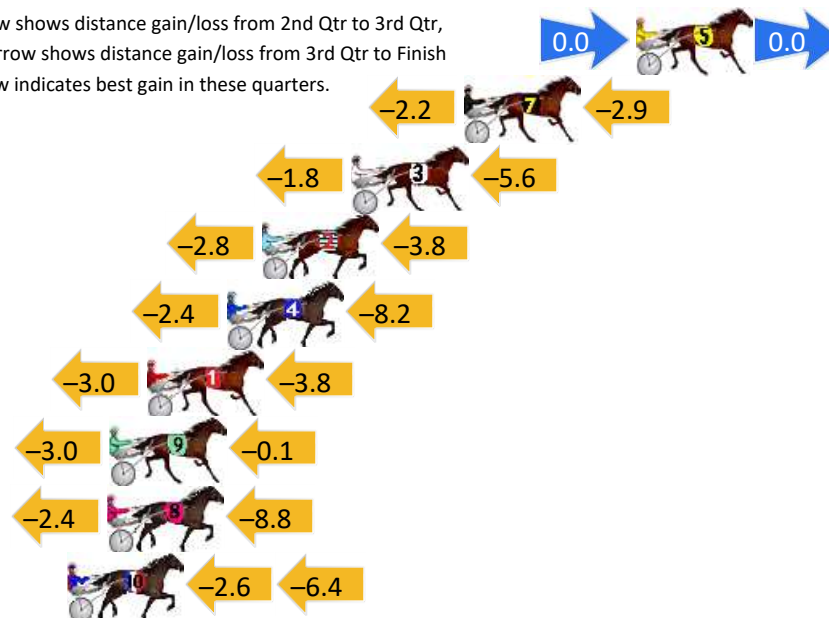 w shows distance gain/loss from 2nd Qtr to 3rd Qtr,
rrow shows distance gain/loss from 3rd Qtr to Finish
w indicates best gain in these quarters.
0.0 5 0.0
–2.2 7 –2.9
–1.8 3 –5.6
–2.8 –3.8
–2.4 4 –8.2
–3.0 1 –3.8
–3.0 9 –0.1
–2.4 8 –8.8
10 –2.6 –6.4